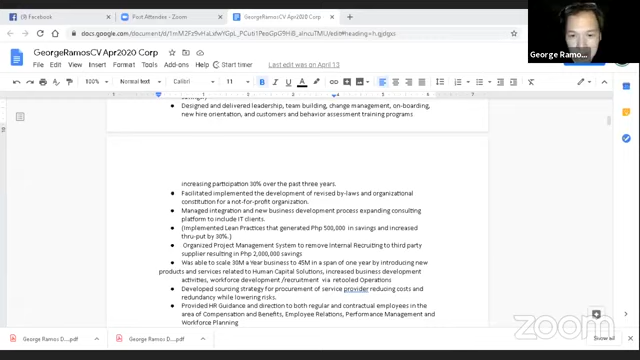 Facebook
Post Attendee - Zoom
GeorgeRamosCV Apr2020 Corp
GeorgeRamosCV Apr2020 Corp
File Edit View Insert Format Tools Add-ons Help Start timer
Last edit was on April 13
100% Normal text Calibri 11
Designed and delivered leadership, team building, change management, on-boarding,
new hire orientation, and customers and behavior assessment training programs
increasing participation 30% over the past three years.
Facilitated implemented the development of revised by-laws and organizational
constitution for a not-for-profit organization.
Managed integration and new business development process expanding consulting
platform to include IT clients.
(Implemented Lean Practices that generated Php 500,000 in savings and increased
thru-put by 30%.)
Organized Project Management System to remove Internal Recruiting to third party
supplier resulting in Php 2,000,000 savings
Was able to scale 30M a Year business to 45M in a span of one year by introducing new
products and services related to Human Capital Solutions, increased business development
activities, workforce development /recruitment via retooled Operations
Developed sourcing strategy for procurement of service provider reducing costs and
redundancy while lowering risks.
Provided HR Guidance and direction to both regular and contractual employees in the
area of Compensation and Benefits, Employee Relations, Performance Management and
Workforce Planning
George Ramo...
zoom
George Ramos D....pdf
George Ramos D....pdf
Show all